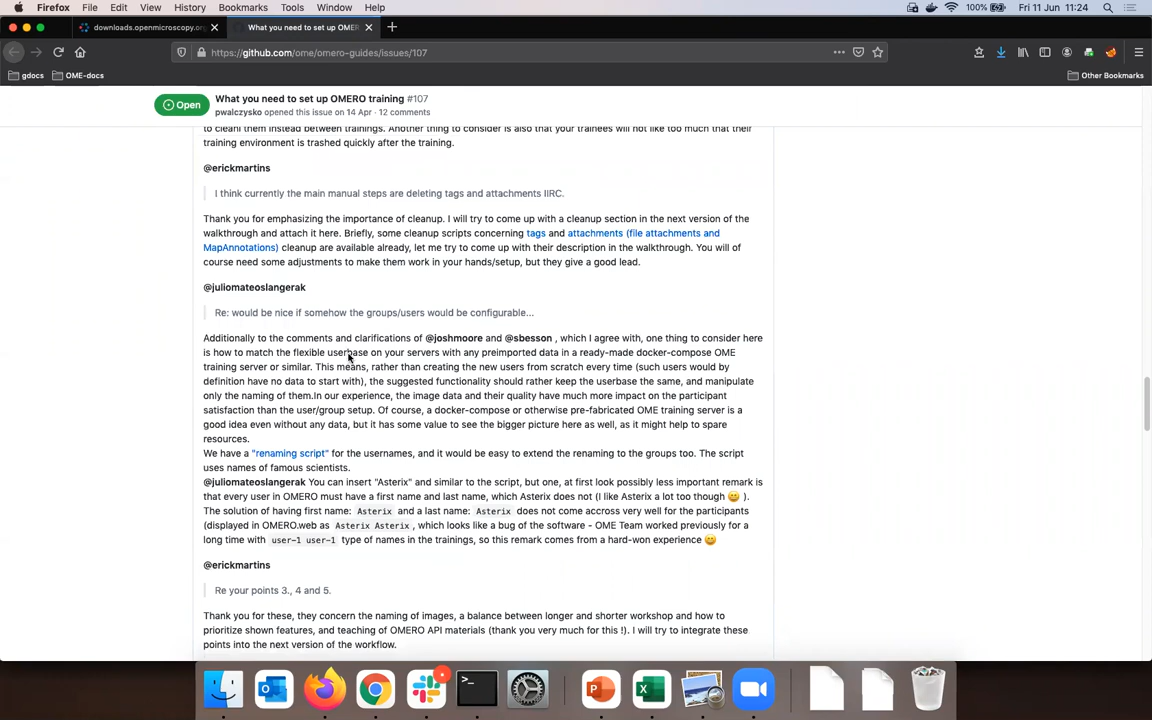 Firefox File Edit View History Bookmarks Tools Window Help 100% Fri 11 Jun 11:24
downloads.openmicroscopy.org
What you need to set up OMERO
https://github.com/ome/omero-guides/issues/107
gdocs OME-docs Other Bookmarks
Open
What you need to set up OMERO training #107
pwalczysko opened this issue on 14 Apr · 12 comments
to cleanl them instead between trainings. Another thing to consider is also that your trainees will not like too much that their
training environment is trashed quickly after the training.
@erickmartins
I think currently the main manual steps are deleting tags and attachments IIRC.
Thank you for emphasizing the importance of cleanup. I will try to come up with a cleanup section in the next version of the
walkthrough and attach it here. Briefly, some cleanup scripts concerning tags and attachments (file attachments and
MapAnnotations) cleanup are available already, let me try to come up with their description in the walkthrough. You will of
course need some adjustments to make them work in your hands/setup, but they give a good lead.
@juliomateoslangerak
Re: would be nice if somehow the groups/users would be configurable...
Additionally to the comments and clarifications of @joshmoore and @sbesson , which I agree with, one thing to consider here
is how to match the flexible userbase on your servers with any preimported data in a ready-made docker-compose OME
training server or similar. This means, rather than creating the new users from scratch every time (such users would by
definition have no data to start with), the suggested functionality should rather keep the userbase the same, and manipulate
only the naming of them.In our experience, the image data and their quality have much more impact on the participant
satisfaction than the user/group setup. Of course, a docker-compose or otherwise pre-fabricated OME training server is a
good idea even without any data, but it has some value to see the bigger picture here as well, as it might help to spare
resources.
We have a "renaming script" for the usernames, and it would be easy to extend the renaming to the groups too. The script
uses names of famous scientists.
@juliomateoslangerak You can insert "Asterix" and similar to the script, but one, at first look possibly less important remark is
that every user in OMERO must have a first name and last name, which Asterix does not (I like Asterix a lot too though 😄 ).
The solution of having first name: Asterix and a last name: Asterix does not come accross very well for the participants
(displayed in OMERO.web as Asterix Asterix , which looks like a bug of the software - OME Team worked previously for a
long time with user-1 user-1 type of names in the trainings, so this remark comes from a hard-won experience 😄
@erickmartins
Re your points 3., 4 and 5.
Thank you for these, they concern the naming of images, a balance between longer and shorter workshop and how to
prioritize shown features, and teaching of OMERO API materials (thank you very much for this !). I will try to integrate these
points into the next version of the workflow.